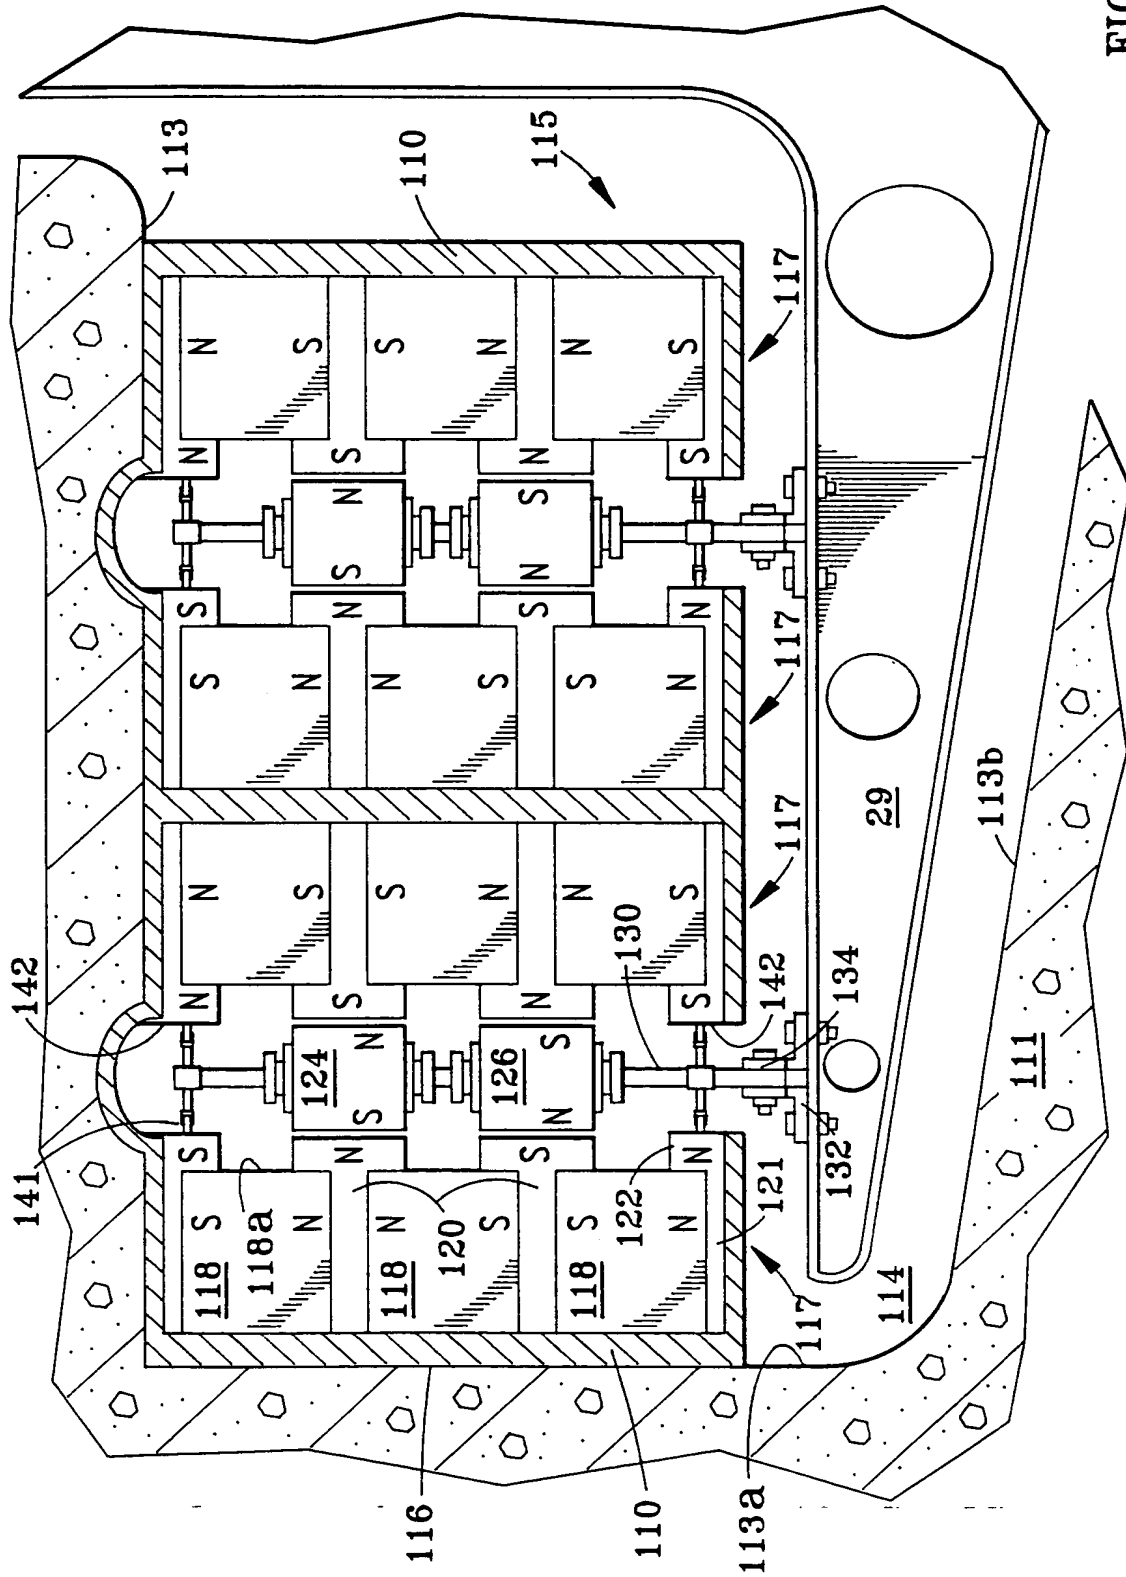 141
142
113
118 S S N N S S N N
118a
N 124 S N S
N S N S N S
S N
116
118 N S N S
110
120
S N S N
126
S N S N
N S N S
115
118 S N S N
130
110
122
N N S S N N S S
142
113a
121
117
117
117
117
132
134
29
114
113b
111